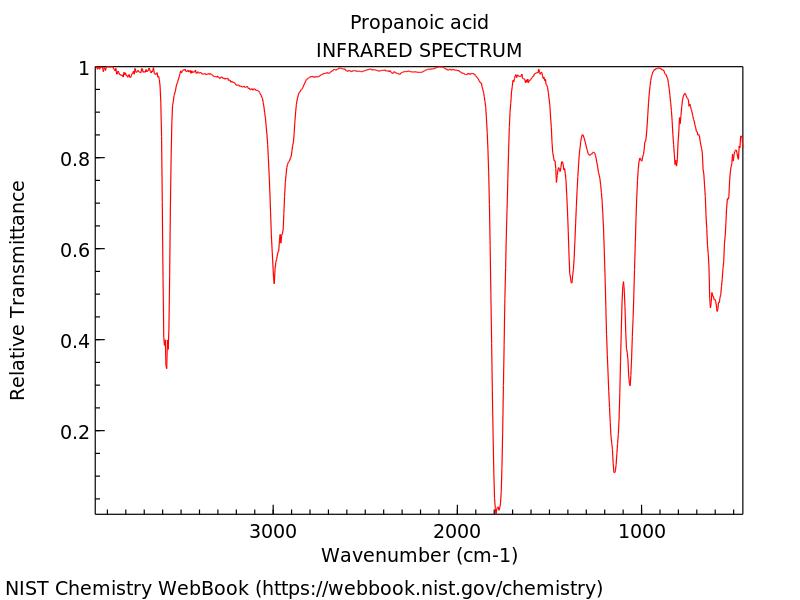 Propanoic acid
INFRARED SPECTRUM
1
0.8
0.6
0.4
0.2
Relative Transmittance
3000 2000 1000
Wavenumber (cm-1)
NIST Chemistry WebBook (https://webbook.nist.gov/chemistry)